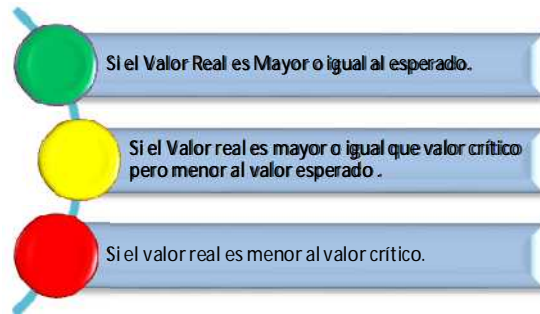 Si el Valor Real es Mayor o igual al esperado.
Si el Valor real es mayor o igual que valor crítico
pero menor al valor esperado .
Si el valor real es menor al valor crítico.